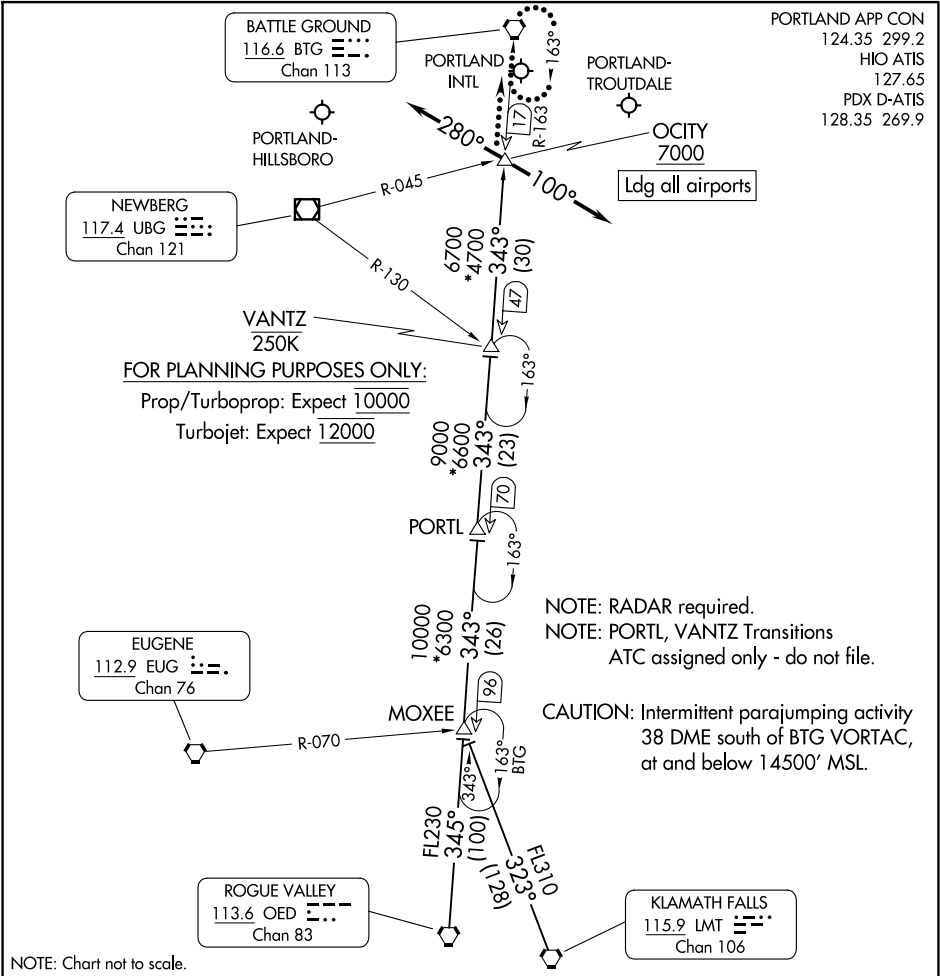 BATTLE GROUND
116.6 BTG
Chan 113
PORTLAND APP CON
124.35 299.2
HIO ATIS
127.65
PDX D-ATIS
128.35 269.9
163°
PORTLAND
INTL
PORTLAND-
TROUTDALE
PORTLAND-
HILLSBORO
17
R-163
280°
100°
OCITY
7000
Ldg all airports
R-045
NEWBERG
117.4 UBG
Chan 121
R-130
6700
*4700
343°
(30)
47
VANTZ
250K
163°
FOR PLANNING PURPOSES ONLY:
Prop/Turboprop: Expect 10000
Turbojet: Expect 12000
9000
*6600
343°
(23)
70
PORTL
163°
NOTE: RADAR required.
NOTE: PORTL, VANTZ Transitions
ATC assigned only - do not file.
10000
*6300
343°
(26)
EUGENE
112.9 EUG
Chan 76
96
MOXEE
CAUTION: Intermittent parajumping activity
38 DME south of BTG VORTAC,
at and below 14500' MSL.
R-070
163°
BTG
343°
FL230
345°
(100)
FL310
323°
(128)
ROGUE VALLEY
113.6 OED
Chan 83
KLAMATH FALLS
115.9 LMT
Chan 106
NOTE: Chart not to scale.